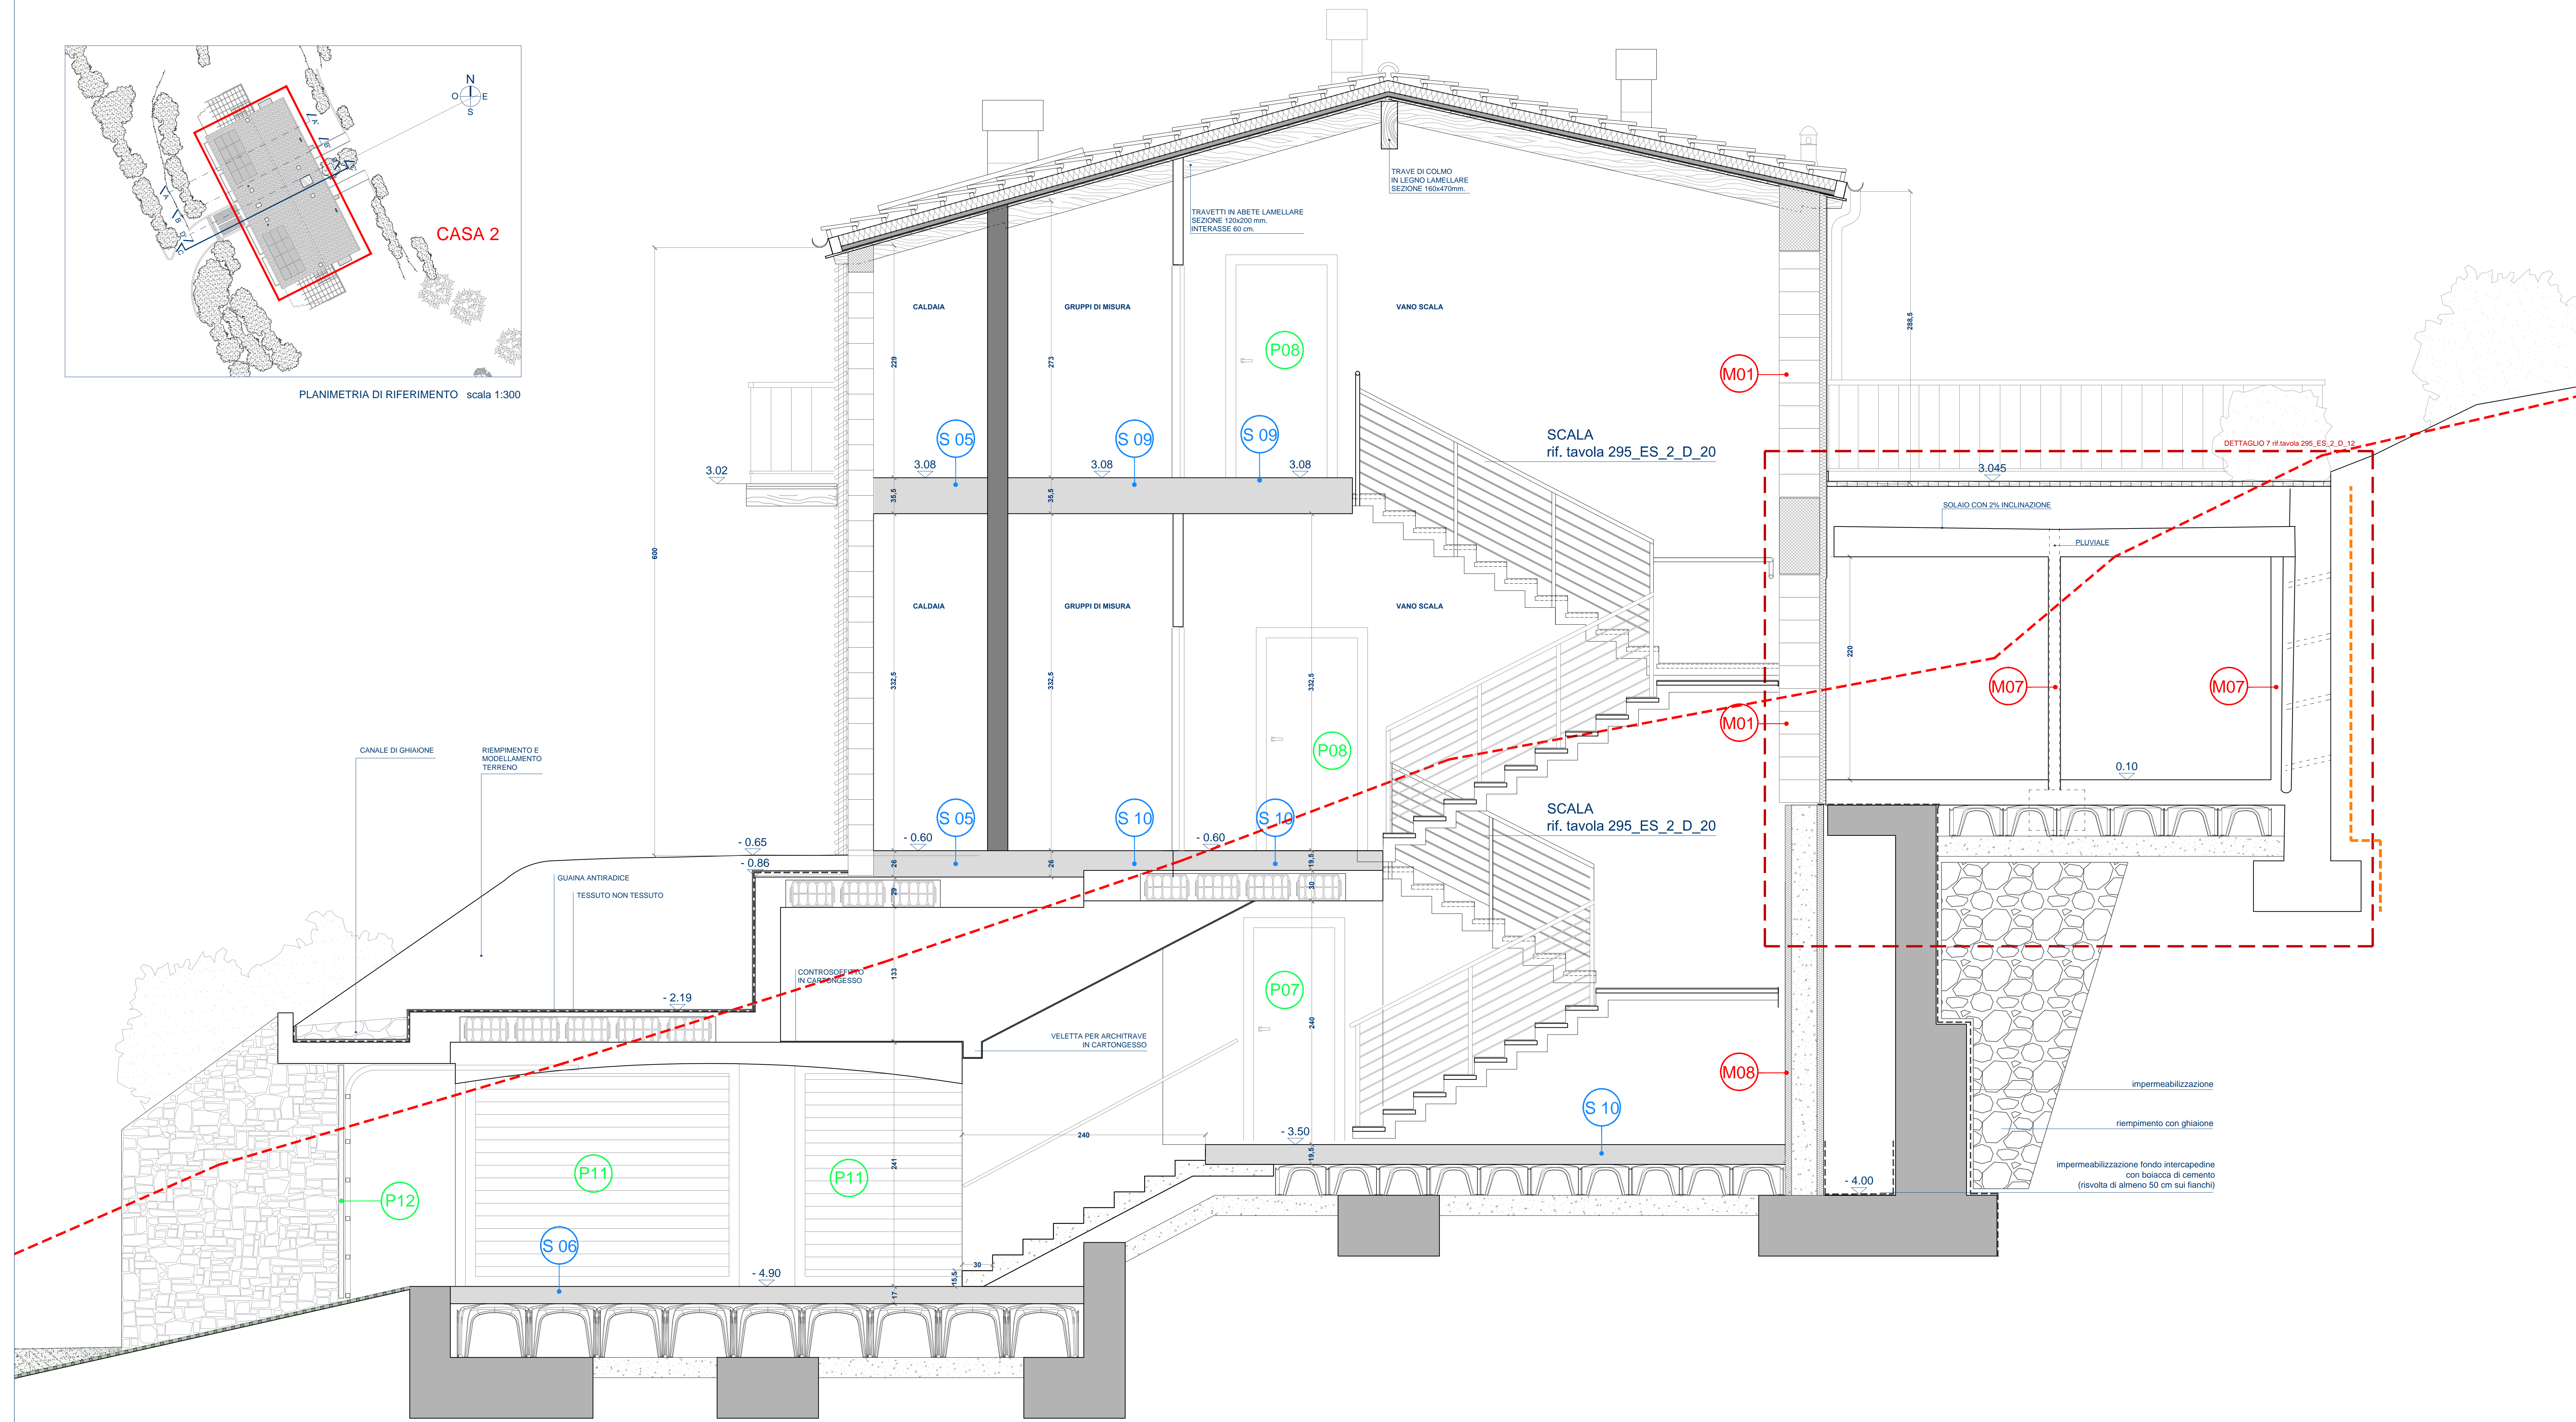 N
O
E
S
A'
B'
A
B
C
CASA 2
PLANIMETRIA DI RIFERIMENTO scala 1:300
TRAVE DI COLMO
IN LEGNO LAMELLARE
SEZIONE 160x470mm.
TRAVETTI IN ABETE LAMELLARE
SEZIONE 120x200 mm.
INTERASSE 60 cm.
CALDAIA
GRUPPI DI MISURA
VANO SCALA
288,5
229
273
P08
M01
S 05
S 09
S 09
SCALA
rif. tavola 295_ES_2_D_20
DETTAGLIO 7 rif.tavola 295_ES_2_D_12
3.02
3.08
3.08
3.08
3.045
35,5
35,5
SOLAIO CON 2% INCLINAZIONE
PLUVIALE
600
CALDAIA
GRUPPI DI MISURA
VANO SCALA
220
332,5
332,5
332,5
M07
M07
M01
P08
CANALE DI GHIAIONE
RIEMPIMENTO E
MODELLAMENTO
TERRENO
0.10
S 05
S 10
S 10
SCALA
rif. tavola 295_ES_2_D_20
- 0.65
- 0.60
- 0.60
- 0.86
26
26
19,5
GUAINA ANTIRADICE
TESSUTO NON TESSUTO
29
30
133
CONTROSOFFITTO
IN CARTONGESSO
- 2.19
P07
240
VELETTA PER ARCHITRAVE
IN CARTONGESSO
M08
impermeabilizzazione
S 10
riempimento con ghiaione
- 3.50
240
19,5
241
impermeabilizzazione fondo intercapedine
con boiacca di cemento
(risvolta di almeno 50 cm sui fianchi)
- 4.00
P11
P11
P12
S 06
- 4.90
30
15,5
17